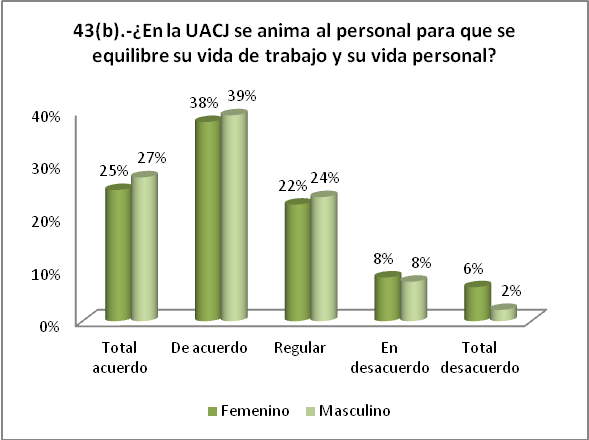 43(b).-¿En la UACJ se anima al personal para que se
equilibre su vida de trabajo y su vida personal?
40%
30%
20%
10%
0%
25%
27%
38%
39%
22%
24%
8%
8%
6%
2%
Total
acuerdo
De acuerdo
Regular
En
desacuerdo
Total
desacuerdo
Femenino
Masculino